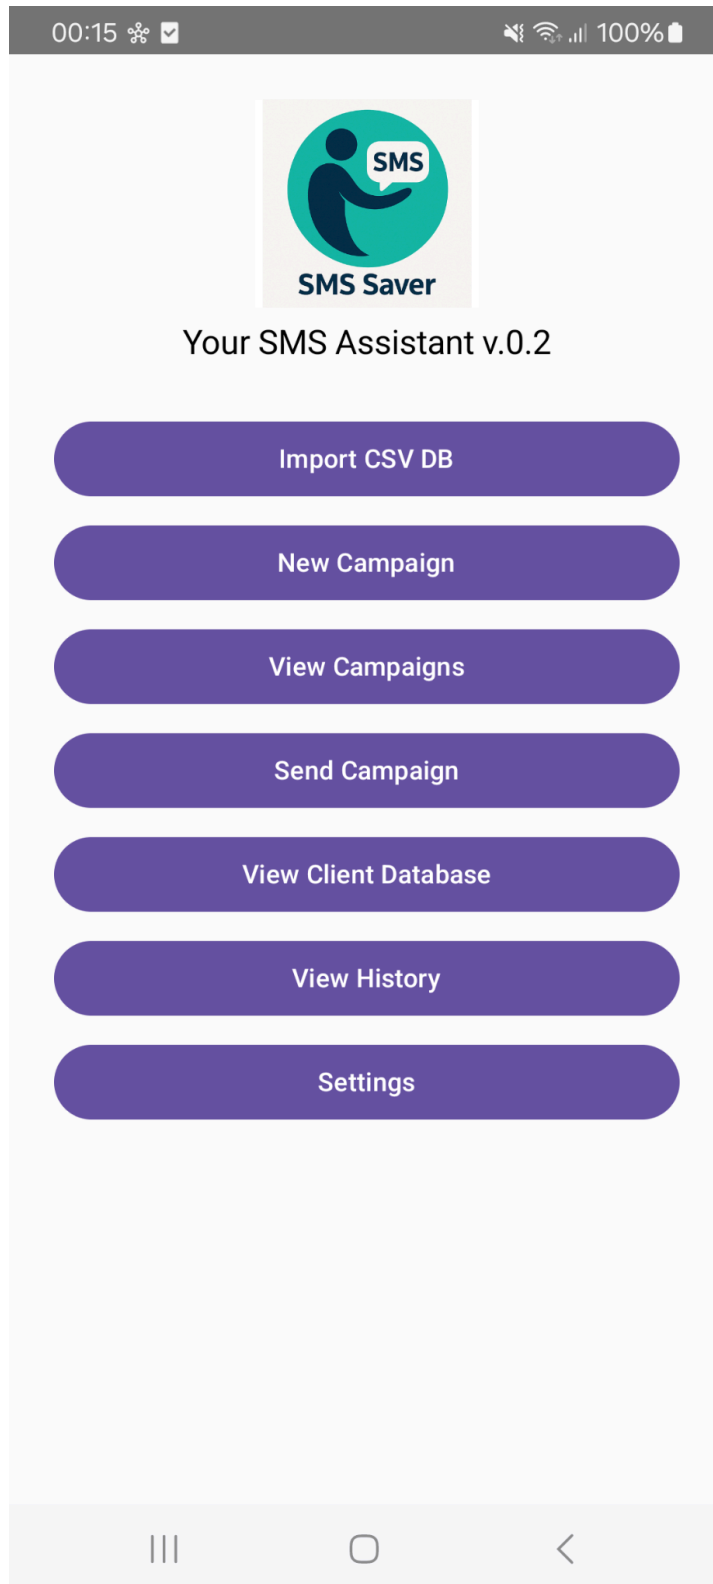 00:15 100%
SMS
SMS Saver
Your SMS Assistant v.0.2
Import CSV DB
New Campaign
View Campaigns
Send Campaign
View Client Database
View History
Settings